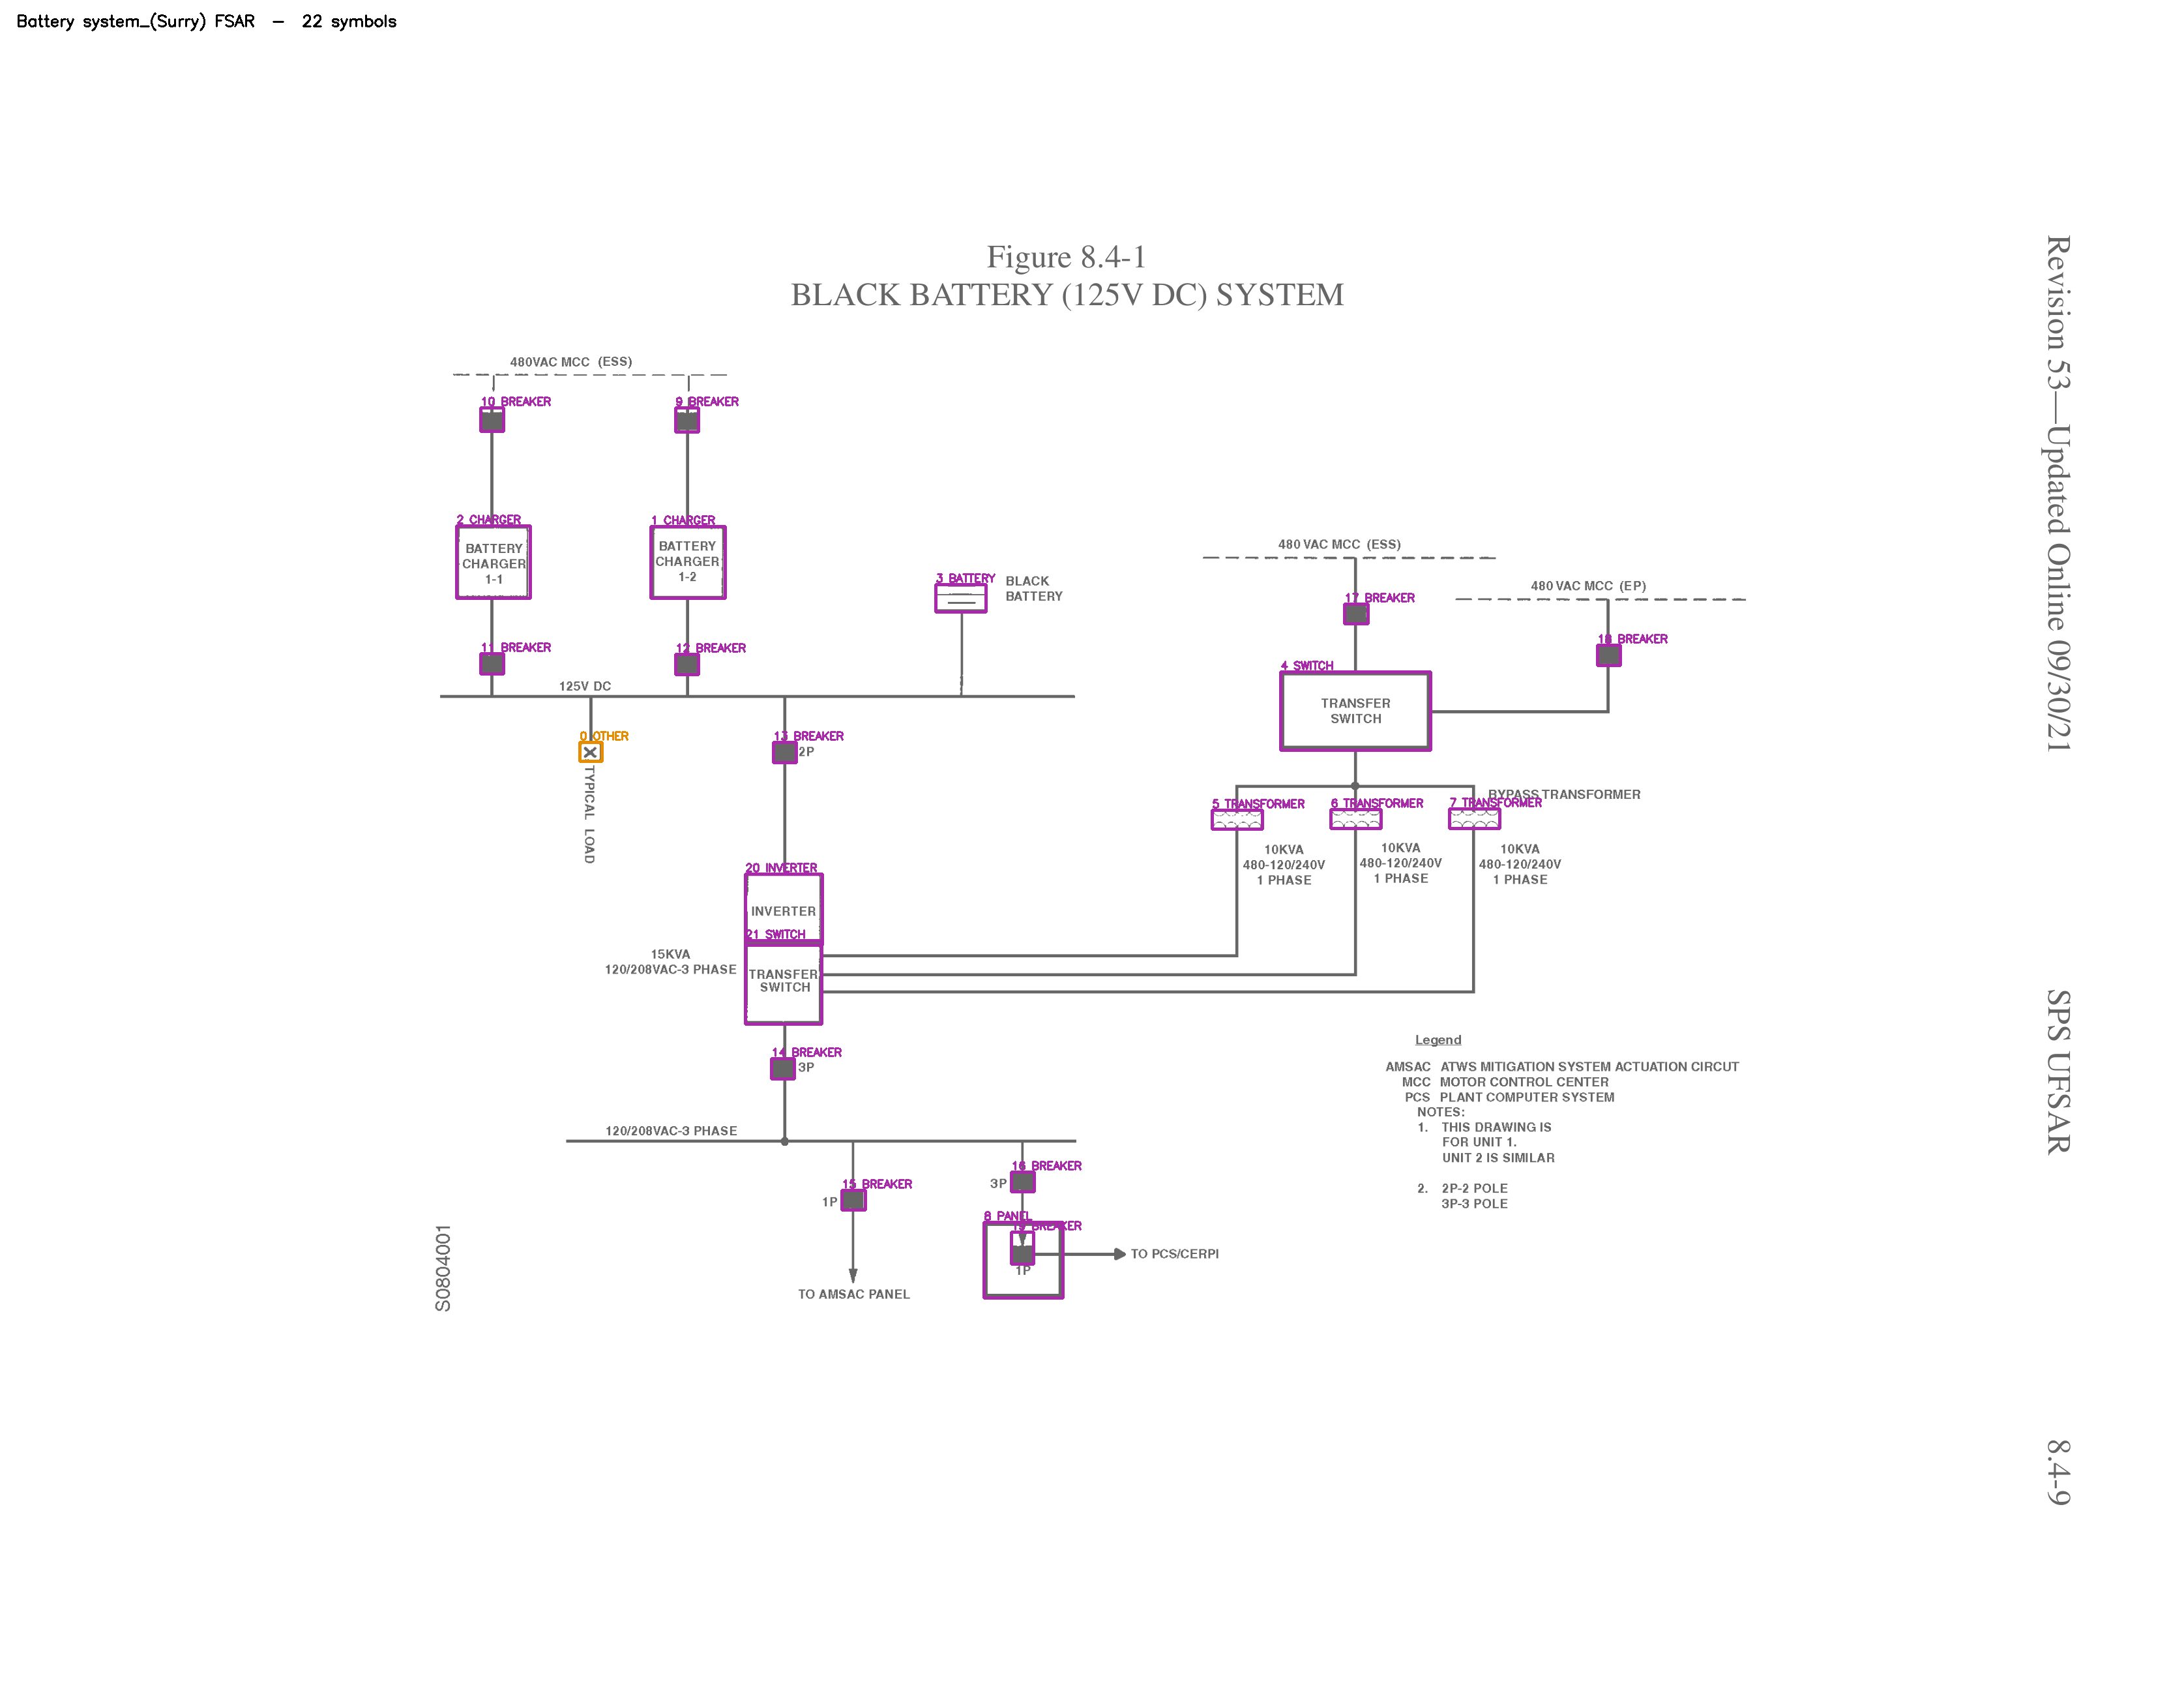 Battery system_(Surry) FSAR  –  22 symbols
Figure 8.4-1
BLACK BATTERY (125V DC) SYSTEM
Revision 53—Updated Online 09/30/21
SPS UFSAR
8.4-9
480VAC MCC (ESS)
10 BREAKER
9 BREAKER
2 CHARGER
BATTERY
CHARGER
1-1
1 CHARGER
BATTERY
CHARGER
1-2
3 BATTERY
BLACK
BATTERY
11 BREAKER
12 BREAKER
125V DC
0 OTHER
TYPICAL LOAD
13 BREAKER
2P
480 VAC MCC (ESS)
480 VAC MCC (EP)
17 BREAKER
18 BREAKER
4 SWITCH
TRANSFER
SWITCH
BYPASS TRANSFORMER
5 TRANSFORMER
6 TRANSFORMER
7 TRANSFORMER
10KVA
480-120/240V
1 PHASE
10KVA
480-120/240V
1 PHASE
10KVA
480-120/240V
1 PHASE
20 INVERTER
INVERTER
21 SWITCH
15KVA
120/208VAC-3 PHASE
TRANSFER
SWITCH
14 BREAKER
3P
120/208VAC-3 PHASE
15 BREAKER
1P
TO AMSAC PANEL
16 BREAKER
3P
8 PANEL
19 BREAKER
1P
TO PCS/CERPI
Legend
AMSAC ATWS MITIGATION SYSTEM ACTUATION CIRCUT
MCC MOTOR CONTROL CENTER
PCS PLANT COMPUTER SYSTEM
NOTES:
1. THIS DRAWING IS
FOR UNIT 1.
UNIT 2 IS SIMILAR
2. 2P-2 POLE
3P-3 POLE
S0804001